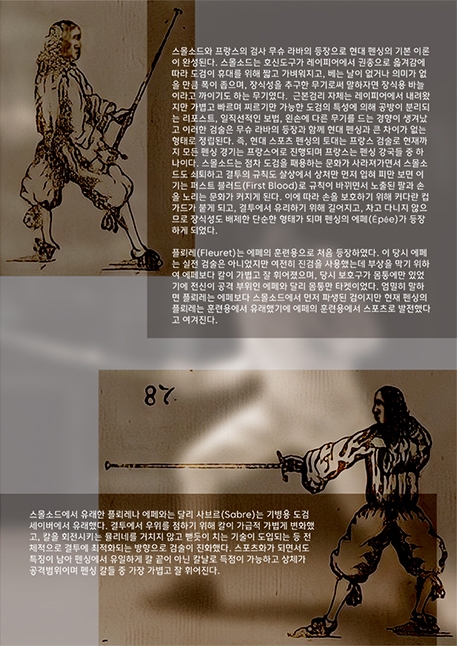 스몰소드와 프랑스의 검사 무슈 라바의 등장으로 현대 펜싱의 기본 이론
이 완성된다. 스몰소드는 호신도구가 레이피어에서 권총으로 옮겨감에
따라 도검이 휴대를 위해 짧고 가벼워지고, 베는 날이 없거나 의미가 없
을 만큼 폭이 좁으며, 장식성을 추구한 무기로써 말하자면 장식용 바늘
이라고 까이기도 하는 무기였다. 근본검리 자체는 레이피어에서 내려왔
지만 가볍고 빠르며 찌르기만 가능한 도검의 특성에 의해 공방이 분리되
는 리포스트, 일직선적인 보법, 왼손에 다른 무기를 드는 경향이 생겨났
고 이러한 검술은 무슈 라바의 등장과 함께 현대 펜싱과 큰 차이가 없는
형태로 정립된다. 즉, 현대 스포츠 펜싱의 토대는 프랑스 검술로 현재까
지 모든 펜싱 경기는 프랑스어로 진행되며 프랑스는 펜싱 강국들 중 하
나이다. 스몰소드는 점차 도검을 패용하는 문화가 사라져가면서 스몰소
드도 쇠퇴하고 결투의 규칙도 살상에서 상처만 먼저 입혀 피만 보면 이
기는 퍼스트 블러드(First Blood)로 규칙이 바뀌면서 노출된 팔과 손
을 노리는 문화가 커지게 된다. 이에 따라 손을 보호하기 위해 커다란 컵
가드가 붙게 되고, 결투에서 유리하기 위해 길어지고, 차고 다니지 않으
므로 장식성도 배제한 단순한 형태가 되며 펜싱의 에페(Épée)가 등장
하게 되었다.
플뢰레(Fleuret)는 에페의 훈련용으로 처음 등장하였다. 이 당시 에페
는 실전 검술은 아니었지만 여전히 진검을 사용했는데 부상을 막기 위하
여 에페보다 칼이 가볍고 잘 휘어졌으며, 당시 보호구가 몸통에만 있었
기에 전신이 공격 부위인 에페와 달리 몸통만 타켓이었다. 엄밀히 말하
면 플뢰레는 에페보다 스몰소드에서 먼저 파생된 검이지만 현재 펜싱의
플뢰레는 훈련용에서 유래했기에 에페의 훈련용에서 스포츠로 발전했다
고 여겨진다.
87
스몰소드에서 유래한 플뢰레나 에페와는 달리 사브르(Sabre)는 기병용 도검
세이버에서 유래했다. 결투에서 우위를 점하기 위해 칼이 가급적 가볍게 변화했
고, 칼을 회전시키는 뮬리네를 거치지 않고 뻗듯이 치는 기술이 도입되는 등 전
체적으로 결투에 최적화되는 방향으로 검술이 진화했다. 스포츠화가 되면서도
특징이 남아 펜싱에서 유일하게 칼 끝이 아닌 칼날로 득점이 가능하고 상체가
공격범위이며 펜싱 칼들 중 가장 가볍고 잘 휘어진다.